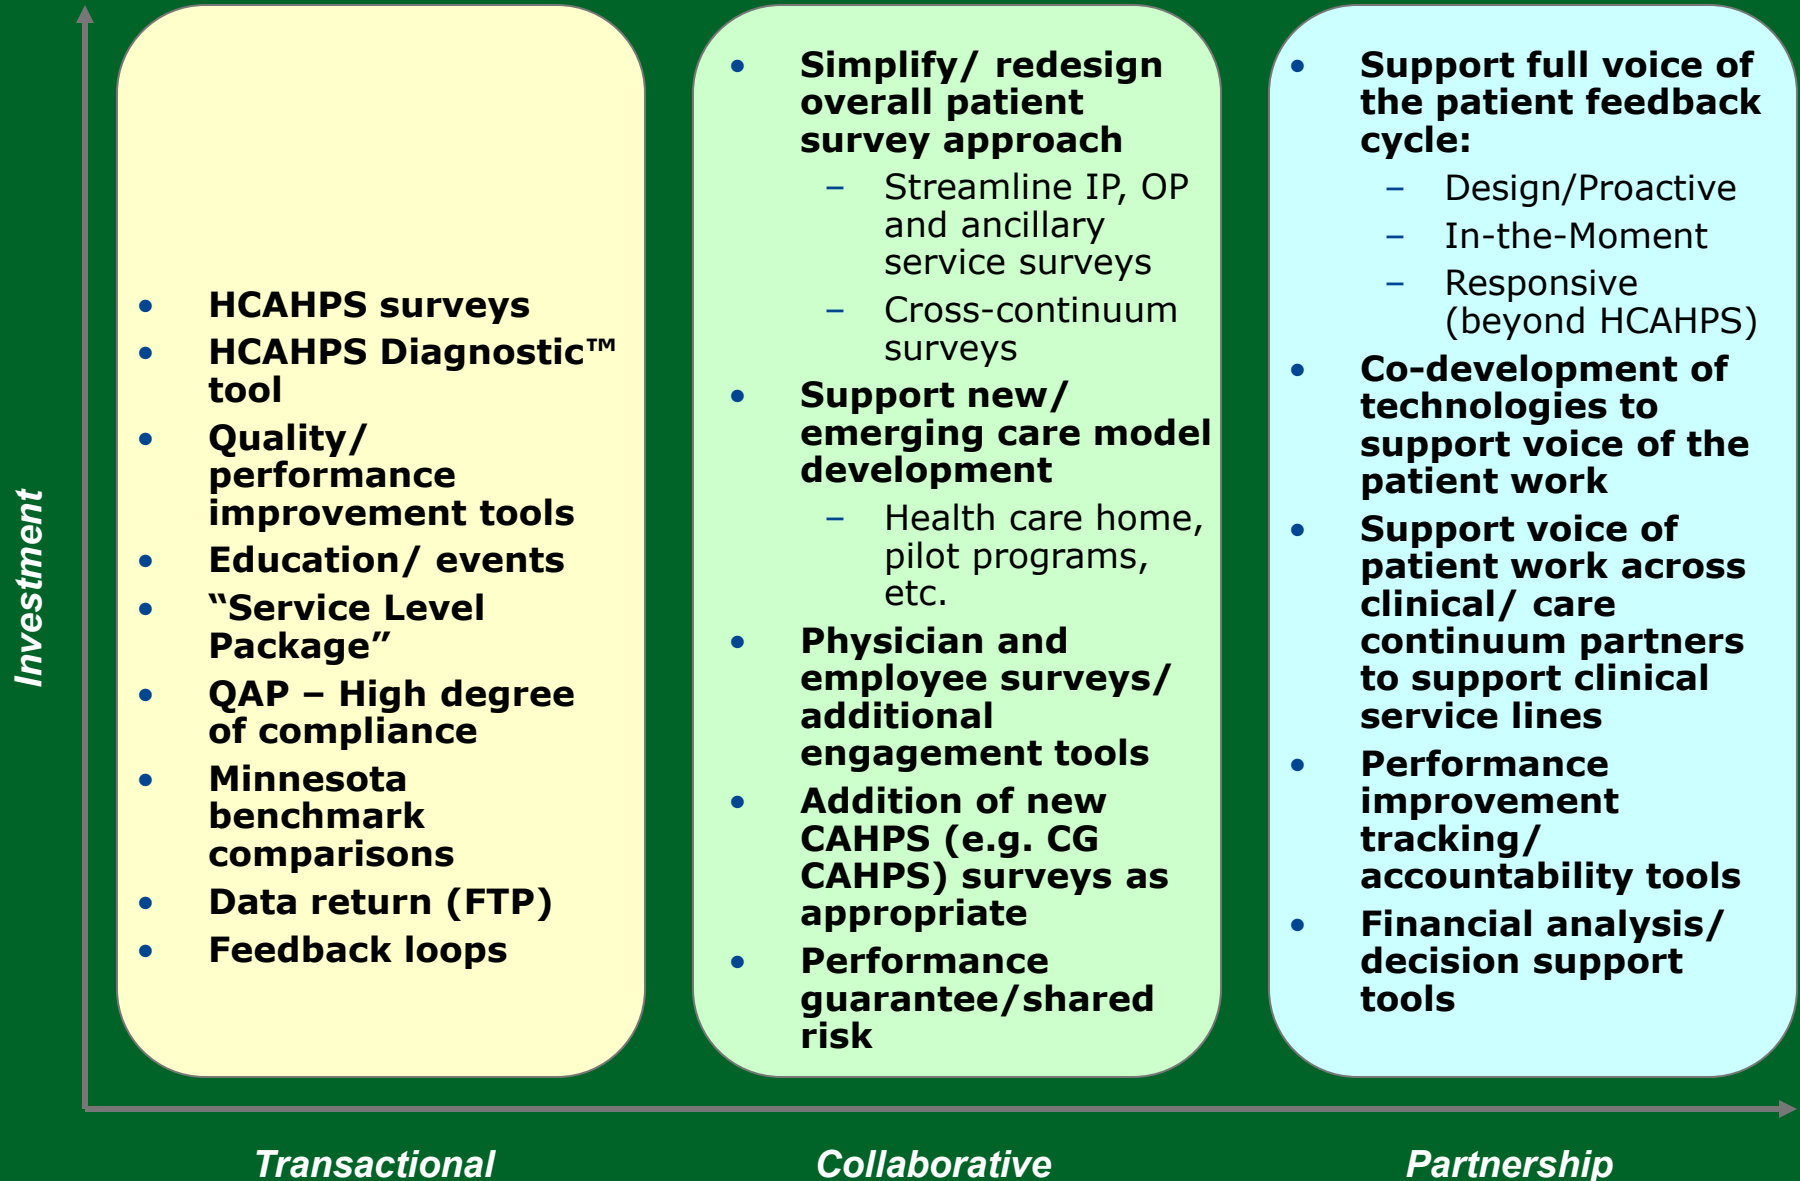 Investment
• HCAHPS surveys
• HCAHPS Diagnostic™
tool
• Quality/
performance
improvement tools
• Education/ events
• “Service Level
Package”
• QAP – High degree
of compliance
• Minnesota
benchmark
comparisons
• Data return (FTP)
• Feedback loops
• Simplify/ redesign
overall patient
survey approach
– Streamline IP, OP
and ancillary
service surveys
– Cross-continuum
surveys
• Support new/
emerging care model
development
– Health care home,
pilot programs,
etc.
• Physician and
employee surveys/
additional
engagement tools
• Addition of new
CAHPS (e.g. CG
CAHPS) surveys as
appropriate
• Performance
guarantee/shared
risk
• Support full voice of
the patient feedback
cycle:
– Design/Proactive
– In-the-Moment
– Responsive
(beyond HCAHPS)
• Co-development of
technologies to
support voice of the
patient work
• Support voice of
patient work across
clinical/ care
continuum partners
to support clinical
service lines
• Performance
improvement
tracking/
accountability tools
• Financial analysis/
decision support
tools
Transactional
Collaborative
Partnership